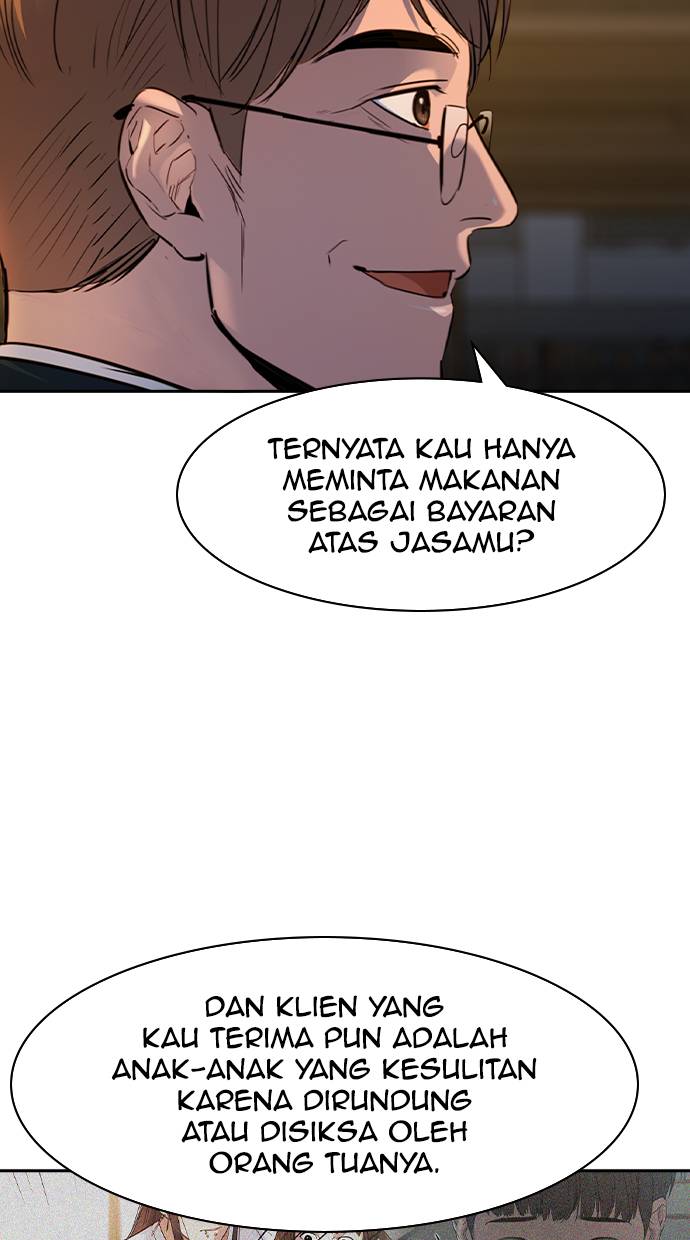 TERNYATA KAU HANYA
MEMINTA MAKANAN
SEBAGAI BAYARAN
ATAS JASAMU?
DAN KLIEN YANG
KAU TERIMA PUN ADALAH
ANAK-ANAK YANG KESULITAN
KARENA DIRUNDUNG
ATAU DISIKSA OLEH
ORANG TUANYA.